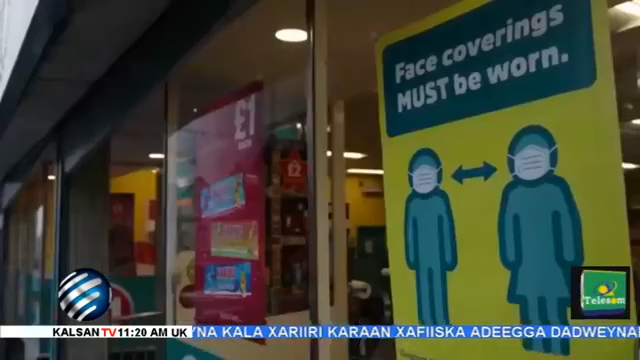 Face coverings
MUST be worn.
£1
£2
Telesom
KALSAN TV 11:20 AM UK
YNA KALA XARIIRI KARAAN XAFIISKA ADEEGGA DADWEYNA